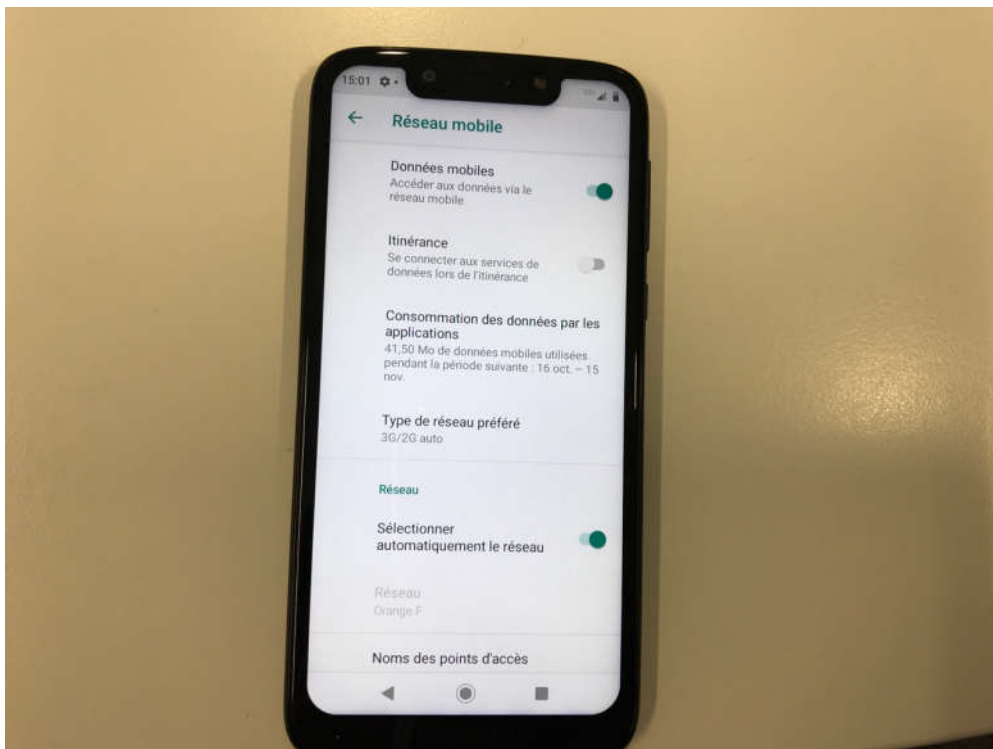 15:01
Réseau mobile
Données mobiles
Accéder aux données via le
réseau mobile
Itinérance
Se connecter aux services de
données lors de l'itinérance
Consommation des données par les
applications
41,50 Mo de données mobiles utilisées
pendant la période suivante : 16 oct. – 15
nov.
Type de réseau préféré
3G/2G auto
Réseau
Sélectionner
automatiquement le réseau
Réseau
Orange F
Noms des points d'accès